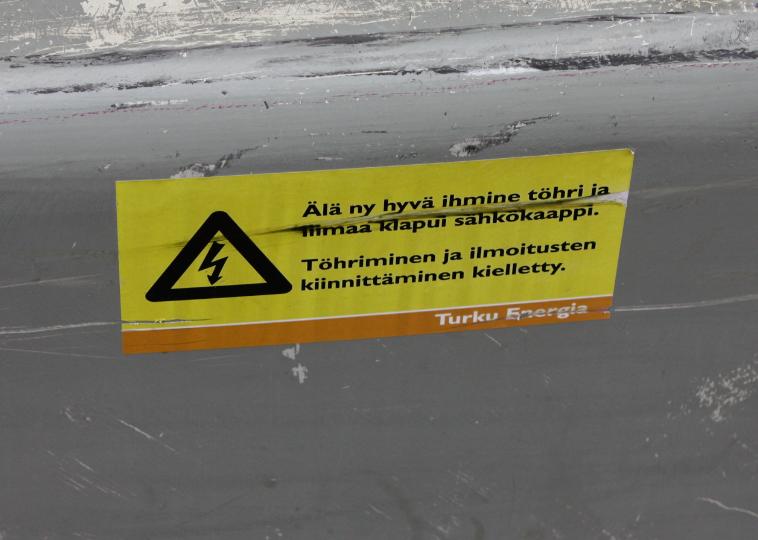 Älä ny hyvä ihmine töhri ja
liimaa klapui sähkökaappi.
Töhriminen ja ilmoitusten
kiinnittäminen kielletty.
Turku Energia